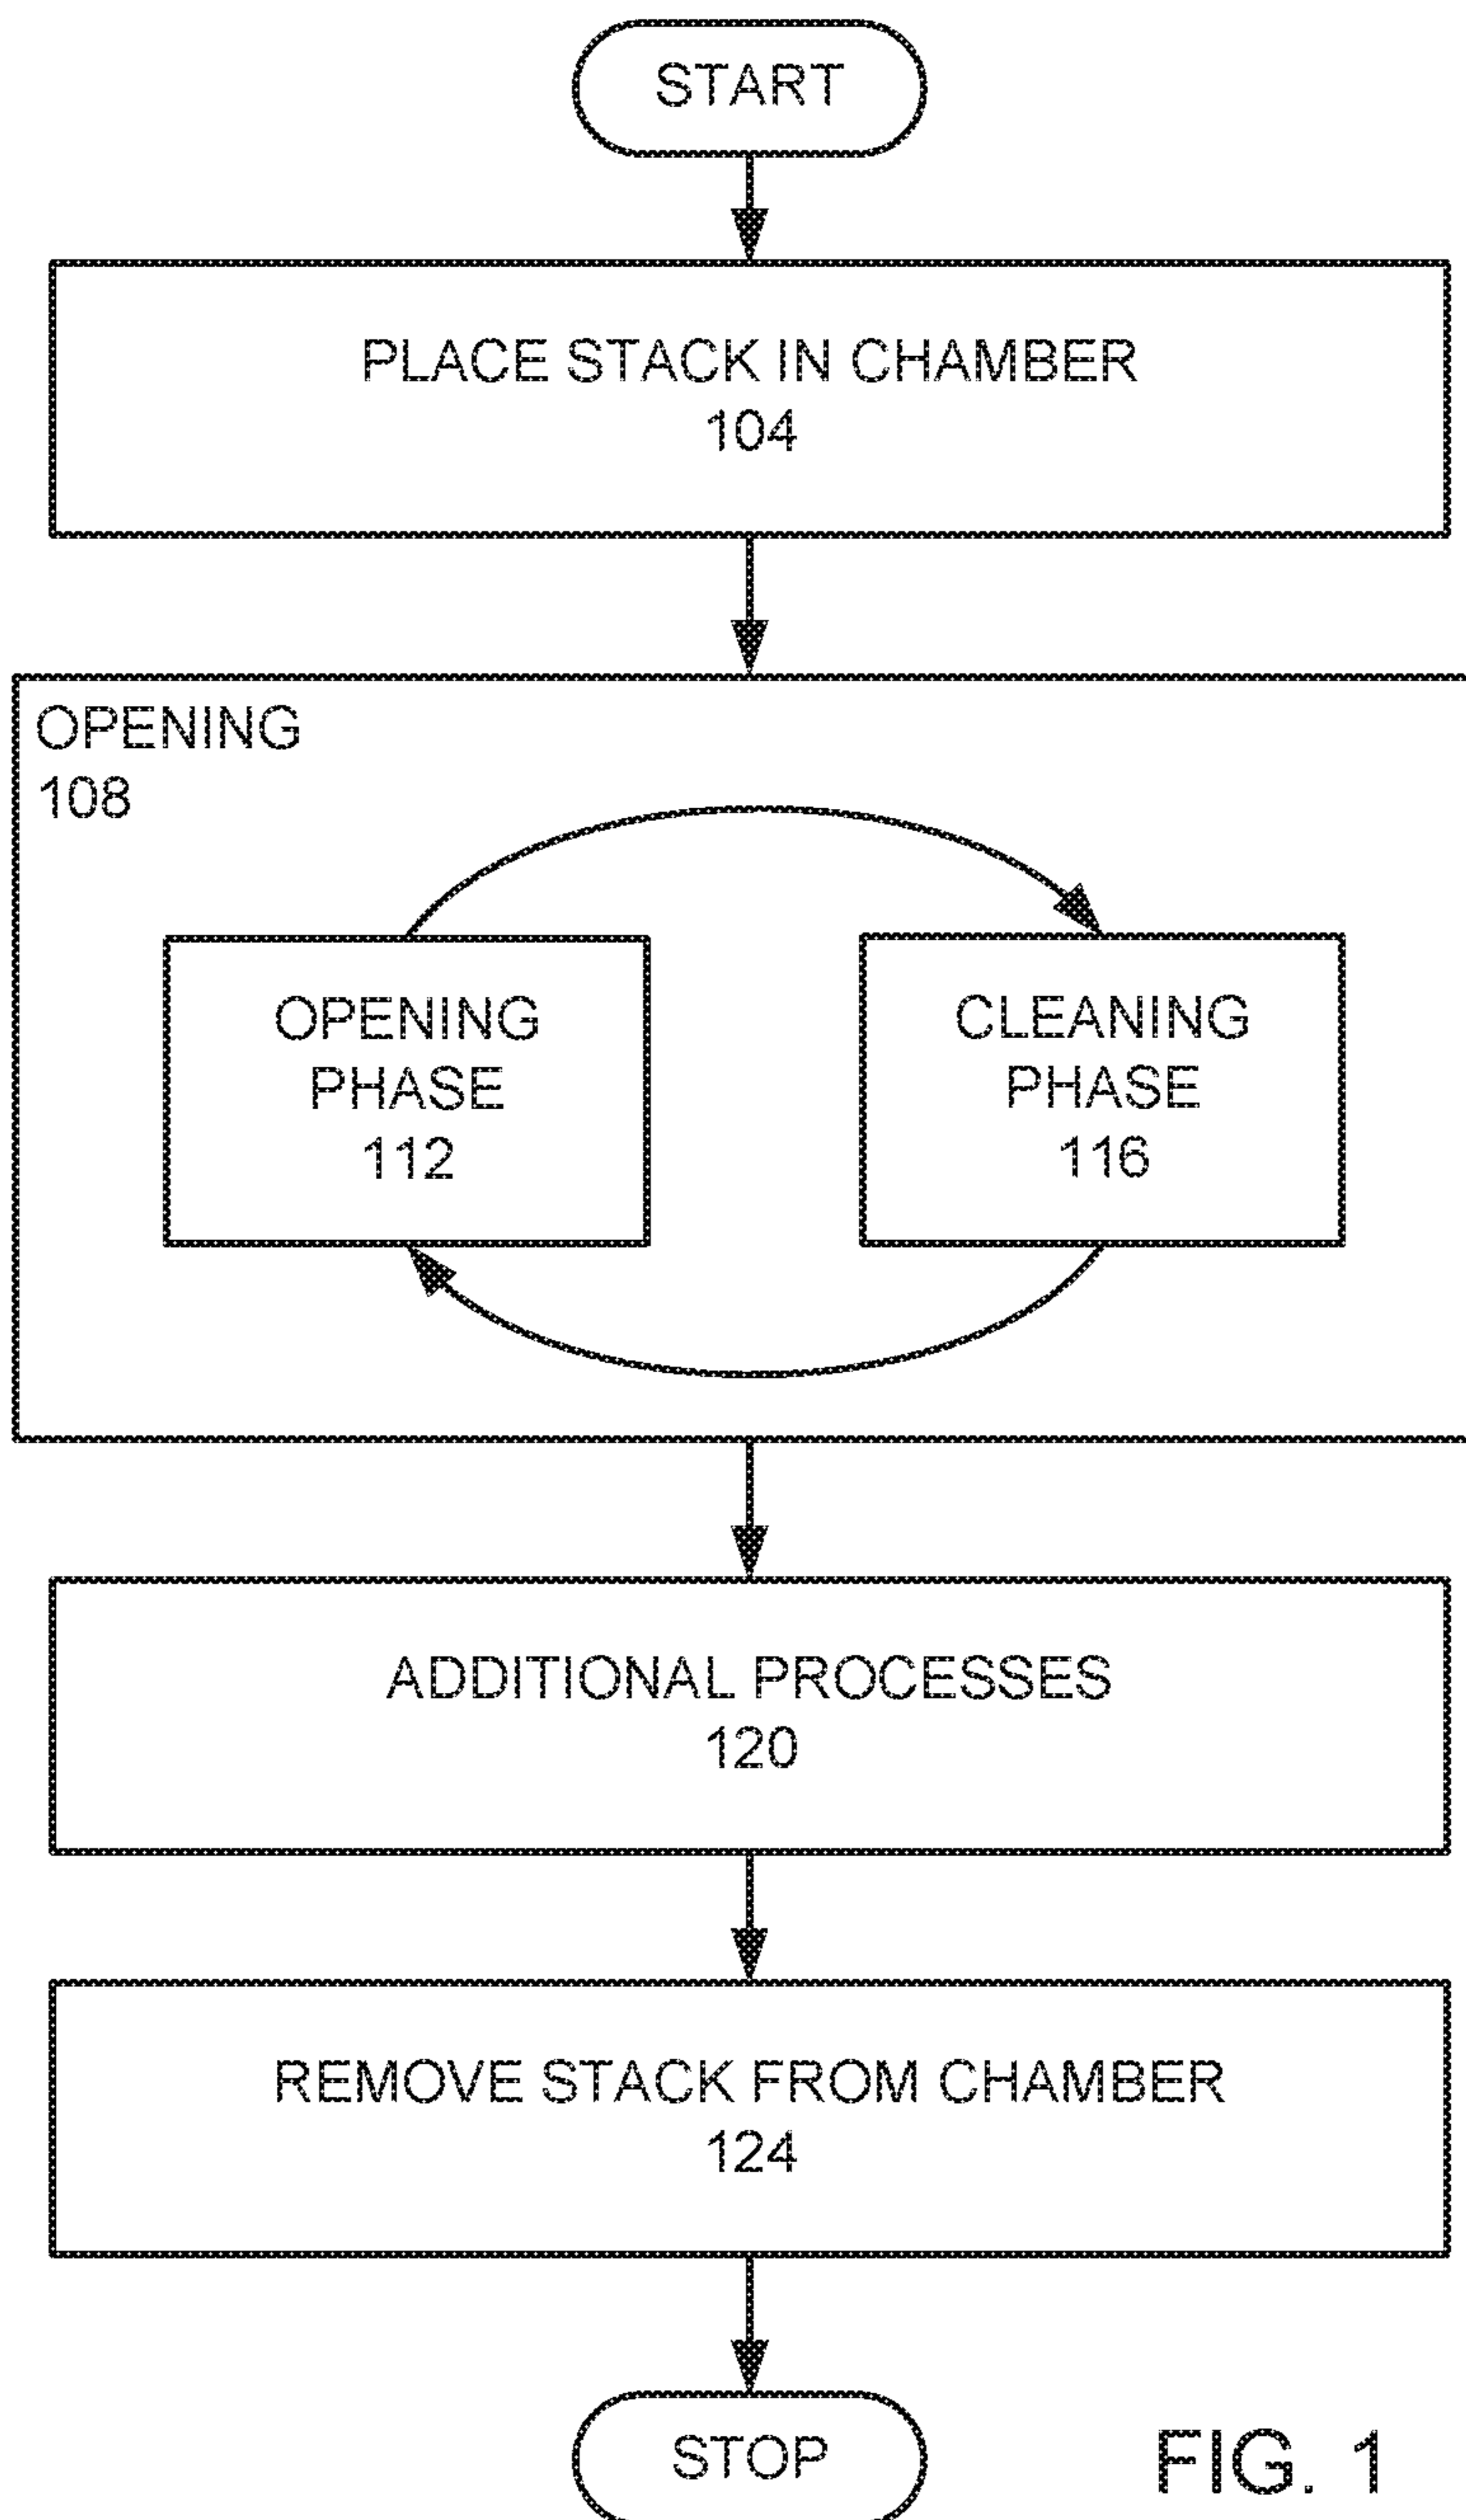 START
PLACE STACK IN CHAMBER
104
OPENING
108
OPENING
PHASE
112
CLEANING
PHASE
116
ADDITIONAL PROCESSES
120
REMOVE STACK FROM CHAMBER
124
STOP
FIG. 1